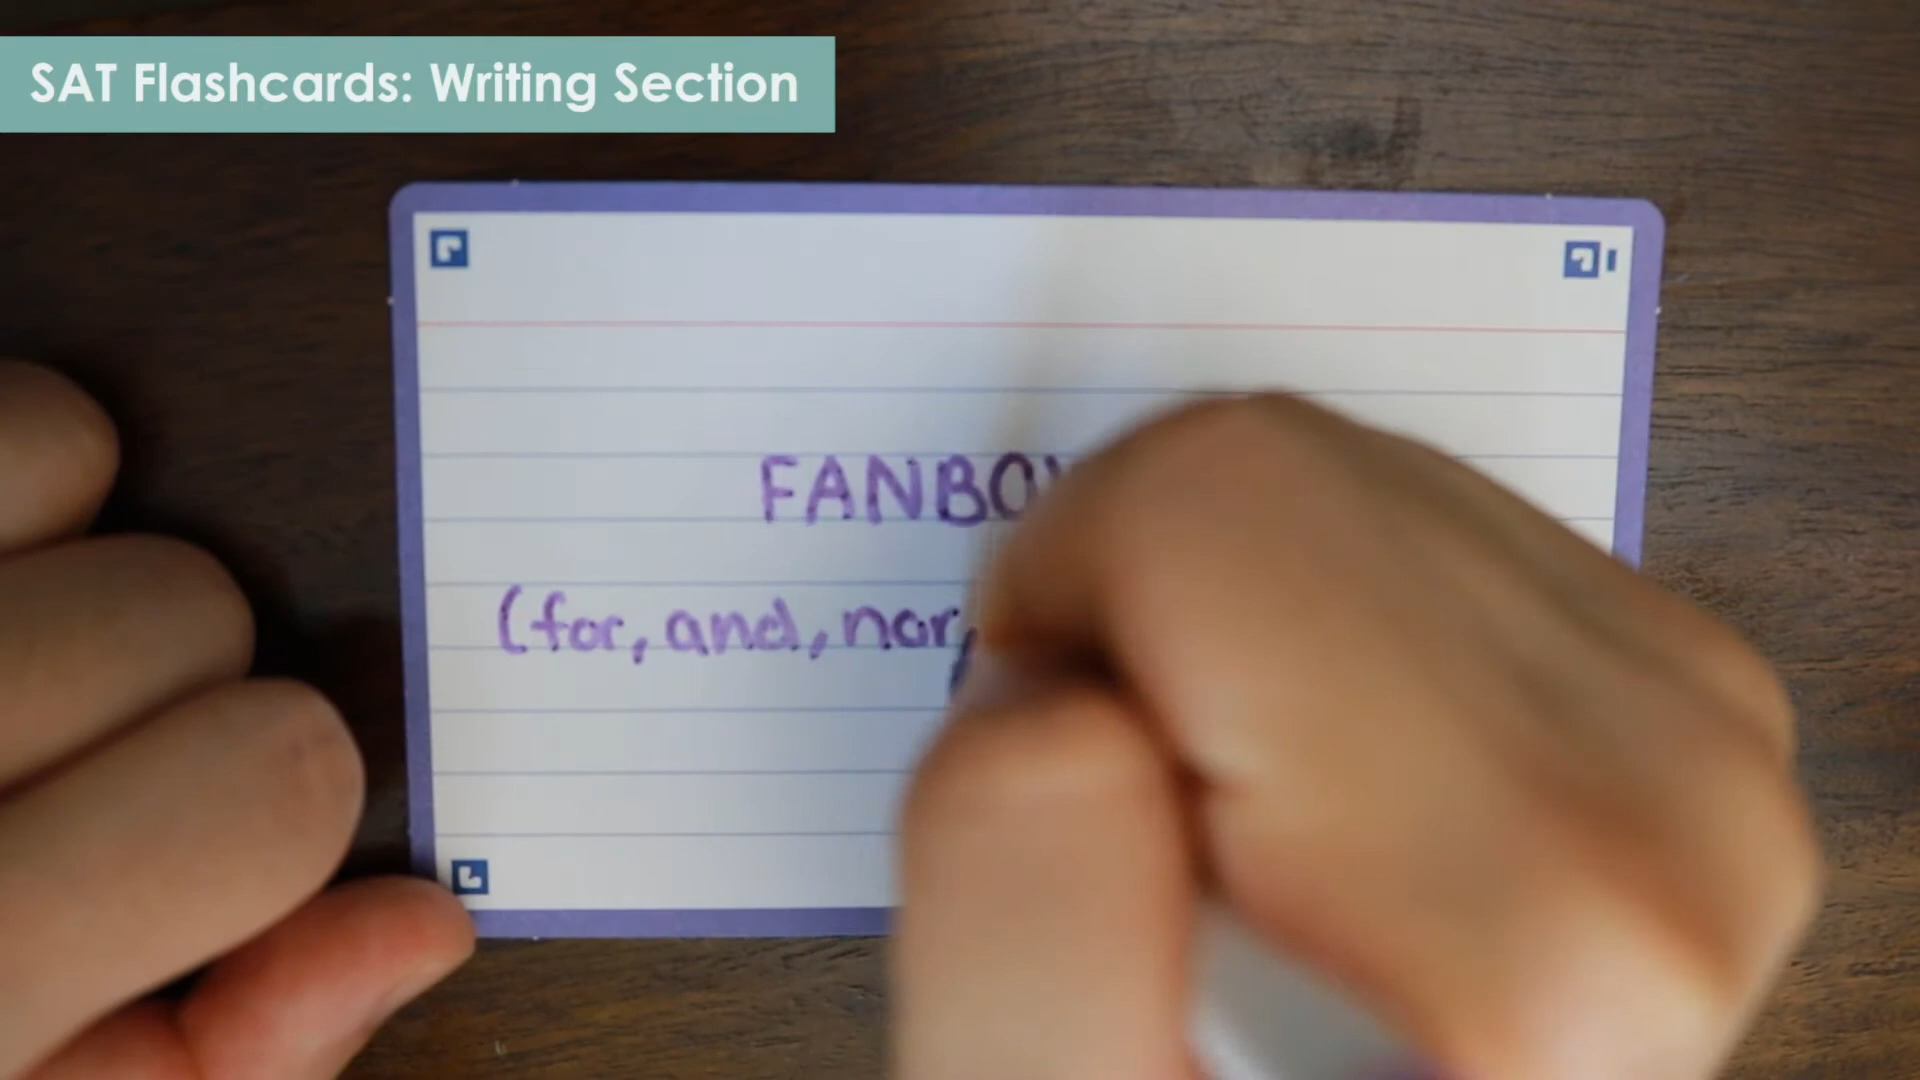 SAT Flashcards: Writing Section
FANBO
(for, and, nor,